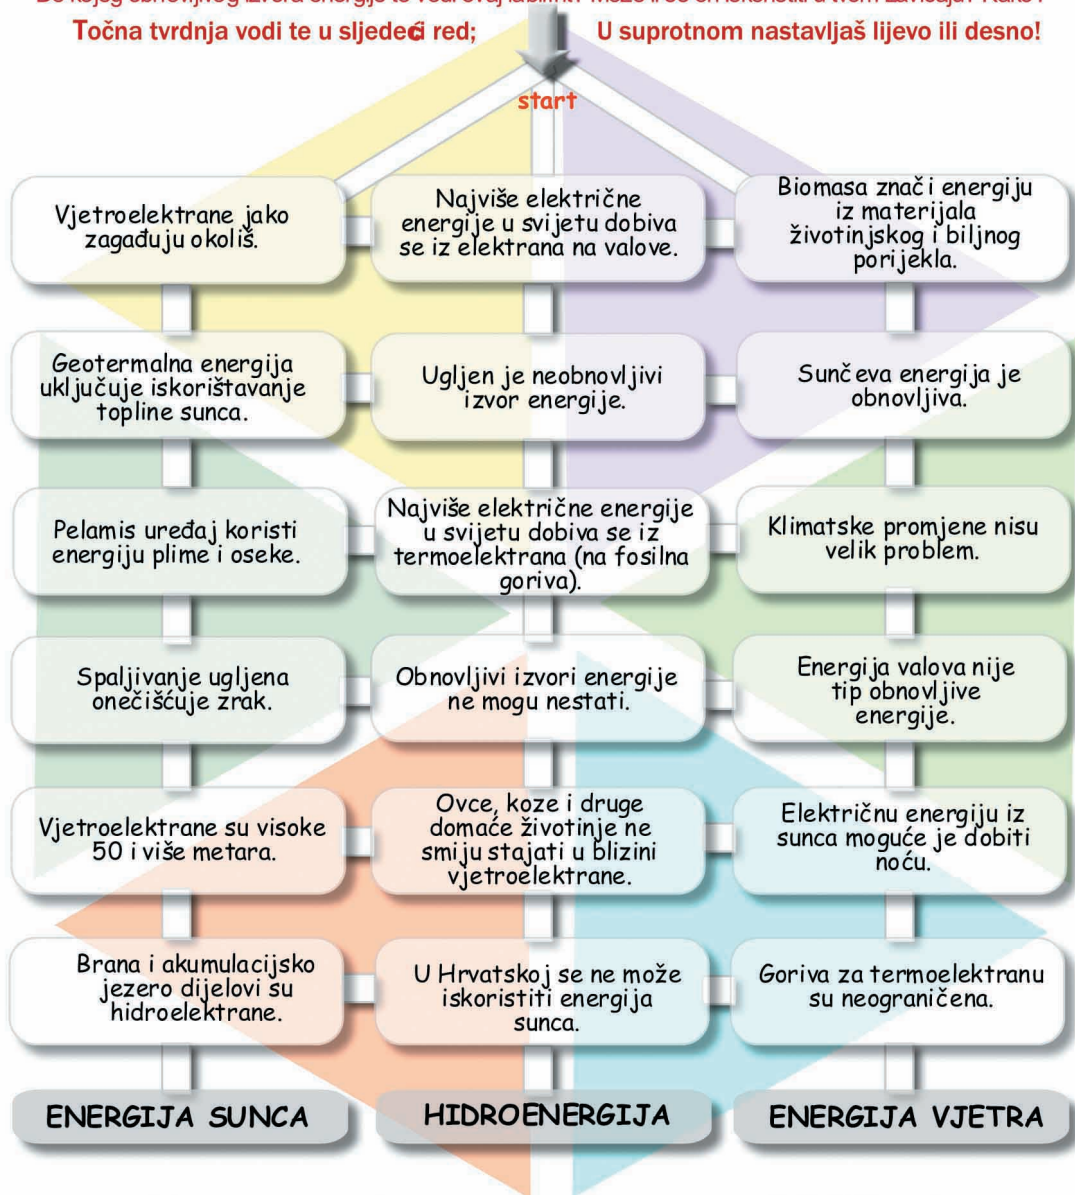 Točna tvrdnja vodi te u sljedeći red;
U suprotnom nastavljaš lijevo ili desno!
start
Vjetroelektrane jako
zagađuju okoliš.
Najviše električne
energije u svijetu dobiva
se iz elektrana na valove.
Biomasa znači energiju
iz materijala
životinjskog i biljnog
porijekla.
Geotermalna energija
uključuje iskorištavanje
topline sunca.
Ugljen je neobnovljivi
izvor energije.
Sunčeva energija je
obnovljiva.
Pelamis uređaj koristi
energiju plime i oseke.
Najviše električne energije
u svijetu dobiva se iz
termoelektrana (na fosilna
goriva).
Klimatske promjene nisu
velik problem.
Spaljivanje ugljena
onečišćuje zrak.
Obnovljivi izvori energije
ne mogu nestati.
Energija valova nije
tip obnovljive
energije.
Vjetroelektrane su visoke
50 i više metara.
Ovce, koze i druge
domaće životinje ne
smiju stajati u blizini
vjetroelektrane.
Električnu energiju iz
sunca moguće je dobiti
noću.
Brana i akumulacijsko
jezero dijelovi su
hidroelektrane.
U Hrvatskoj se ne može
iskoristiti energija
sunca.
Goriva za termoelektranu
su neograničena.
ENERGIJA SUNCA
HIDROENERGIJA
ENERGIJA VJETRA